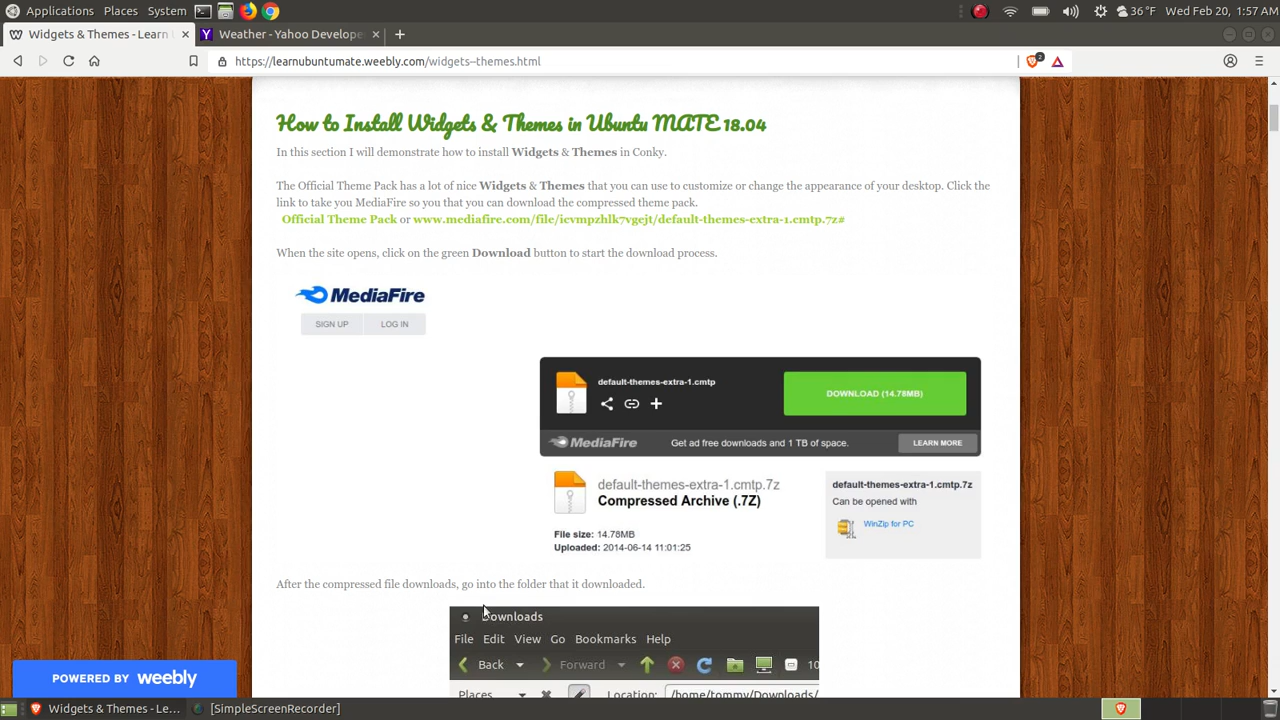 Applications Places System 36 °F Wed Feb 20, 1:57 AM
Widgets & Themes - Learn Weather - Yahoo Develope
https://learnubuntumate.weebly.com/widgets--themes.html 2
How to Install Widgets & Themes in Ubuntu MATE 18.04
In this section I will demonstrate how to install Widgets & Themes in Conky.
The Official Theme Pack has a lot of nice Widgets & Themes that you can use to customize or change the appearance of your desktop. Click the
link to take you MediaFire so you that you can download the compressed theme pack.
Official Theme Pack or www.mediafire.com/file/icvmpzhlk7vgejt/default-themes-extra-1.cmtp.7z#
When the site opens, click on the green Download button to start the download process.
MediaFire
SIGN UP LOG IN
default-themes-extra-1.cmtp
DOWNLOAD (14.78MB)
MediaFire Get ad free downloads and 1 TB of space. LEARN MORE
default-themes-extra-1.cmtp.7z
Compressed Archive (.7Z)
File size: 14.78MB
Uploaded: 2014-06-14 11:01:25
default-themes-extra-1.cmtp.7z
Can be opened with
WinZip for PC
After the compressed file downloads, go into the folder that it downloaded.
Downloads
File Edit View Go Bookmarks Help
Back Forward 10
Places Location: /home/tommy/Downloads/
POWERED BY weebly
Widgets & Themes - Le... [SimpleScreenRecorder]